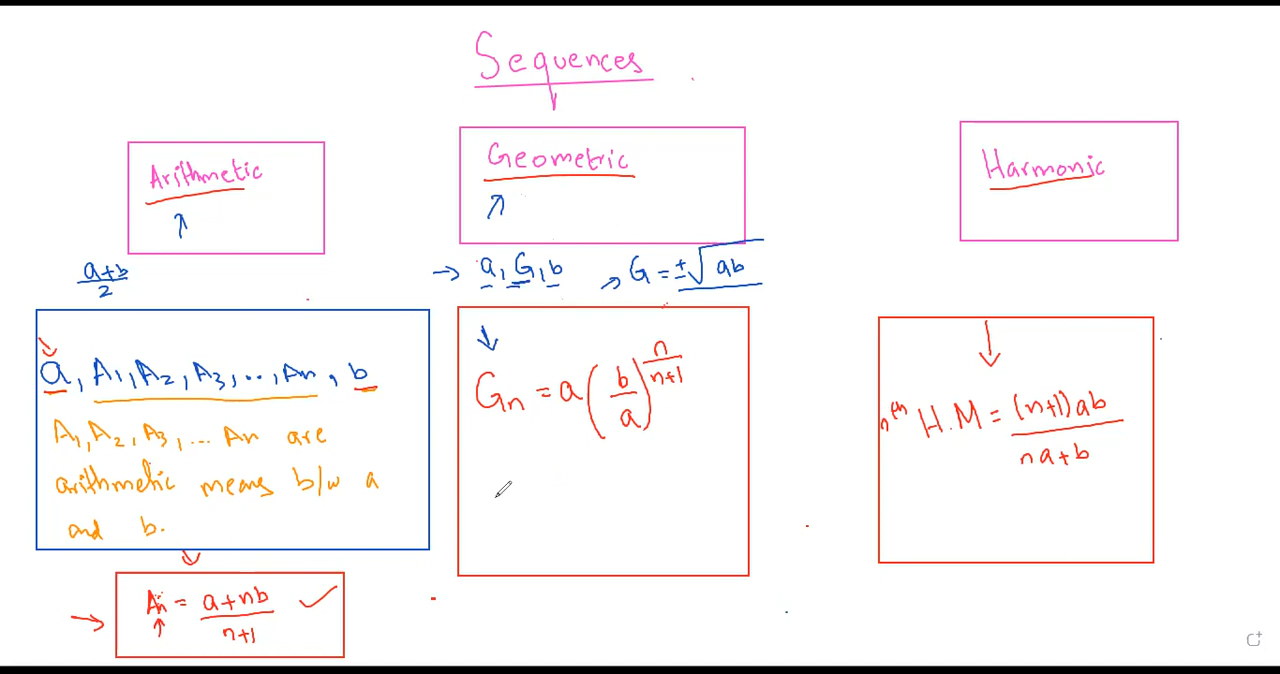 Sequences
Arithmetic
Geometric
Harmonic
a+b
2
a, G, b
G = ±√ab
a, A1, A2, A3, ..., An, b
A1, A2, A3, ... An are
arithmetic means b/w a
and b.
An = a+nb
n+1
Gn = a(b/a)^n/n+1
nth H.M = (n+1)ab
na+b